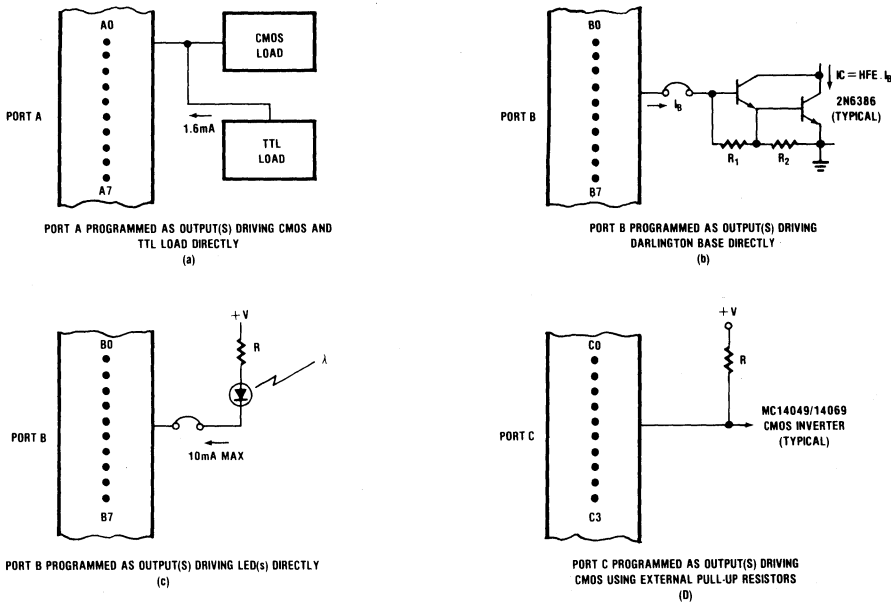 A0
CMOS
LOAD
PORT A
1.6mA
TTL
LOAD
A7
PORT A PROGRAMMED AS OUTPUT(S) DRIVING CMOS AND
TTL LOAD DIRECTLY
(a)
B0
IC = HFE . IB
PORT B
IB
2N6386
(TYPICAL)
R1
R2
B7
PORT B PROGRAMMED AS OUTPUT(S) DRIVING
DARLINGTON BASE DIRECTLY
(b)
+V
B0
R
λ
PORT B
10mA MAX
B7
PORT B PROGRAMMED AS OUTPUT(S) DRIVING LED(s) DIRECTLY
(c)
+V
C0
R
MC14049/14069
CMOS INVERTER
(TYPICAL)
PORT C
C3
PORT C PROGRAMMED AS OUTPUT(S) DRIVING
CMOS USING EXTERNAL PULL-UP RESISTORS
(D)